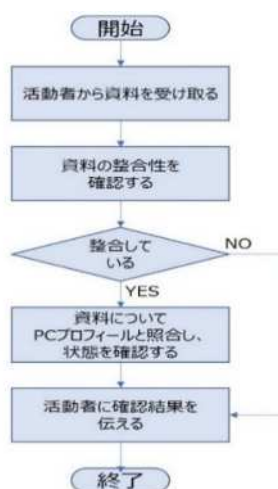 開始
活動者から資料を受け取る
資料の整合性を
確認する
整合して
いる
NO
YES
資料について
PCプロフィールと照合し、
状態を確認する
活動者に確認結果を
伝える
終了